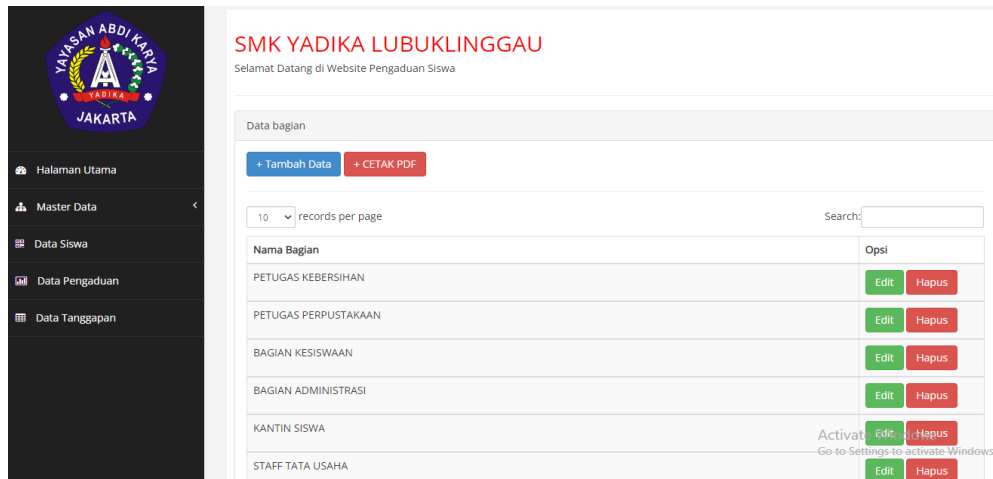 YAYASAN ABDI KARYA
YADIKA
JAKARTA
Halaman Utama
Master Data
Data Siswa
Data Pengaduan
Data Tanggapan
SMK YADIKA LUBUKLINGGAU
Selamat Datang di Website Pengaduan Siswa
Data bagian
+ Tambah Data + CETAK PDF
10 records per page Search:
Nama Bagian Opsi
PETUGAS KEBERSIHAN Edit Hapus
PETUGAS PERPUSTAKAAN Edit Hapus
BAGIAN KESISWAAN Edit Hapus
BAGIAN ADMINISTRASI Edit Hapus
KANTIN SISWA Edit Hapus
Activate Windows
Go to Settings to activate Windows
STAFF TATA USAHA Edit Hapus